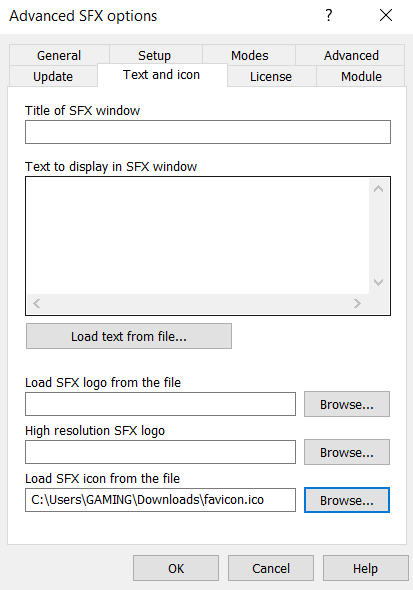 Advanced SFX options ?
General Setup Modes Advanced
Update Text and icon License Module
Title of SFX window
Text to display in SFX window
Load text from file...
Load SFX logo from the file
Browse...
High resolution SFX logo
Browse...
Load SFX icon from the file
C:\Users\GAMING\Downloads\favicon.ico Browse...
OK Cancel Help